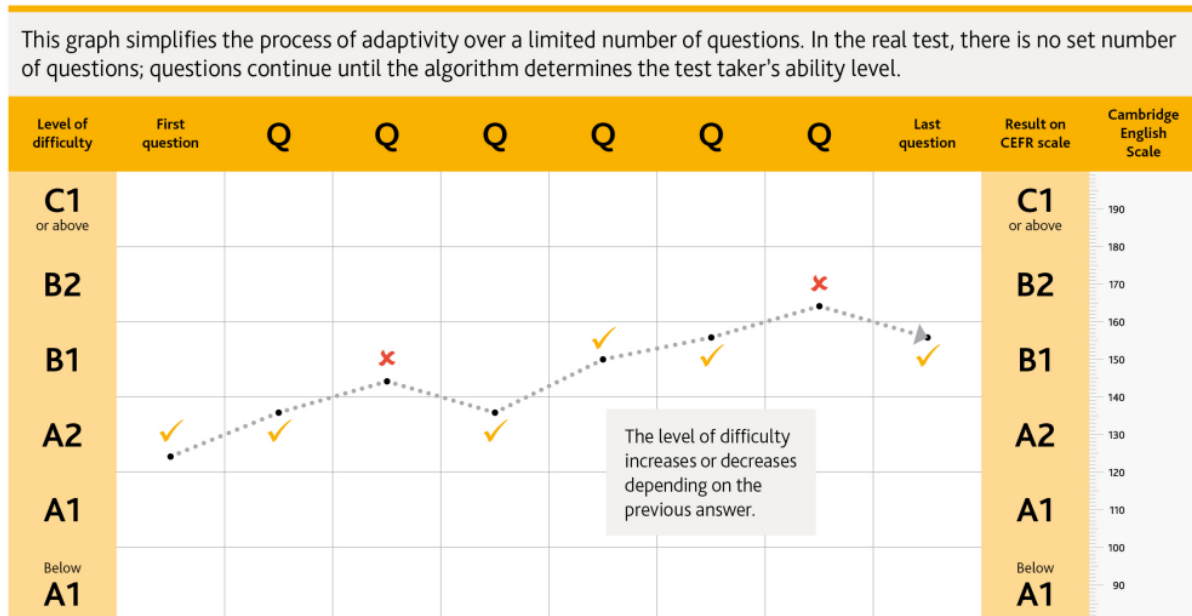 This graph simplifies the process of adaptivity over a limited number of questions. In the real test, there is no set number
of questions; questions continue until the algorithm determines the test taker's ability level.
Level of
difficulty
First
question
Q
Q
Q
Q
Q
Q
Last
question
Result on
CEFR scale
Cambridge
English
Scale
C1
or above
C1
or above
190
180
B2
B2
170
160
B1
B1
150
140
A2
A2
130
The level of difficulty
increases or decreases
depending on the
previous answer.
120
A1
A1
110
100
Below
A1
Below
A1
90